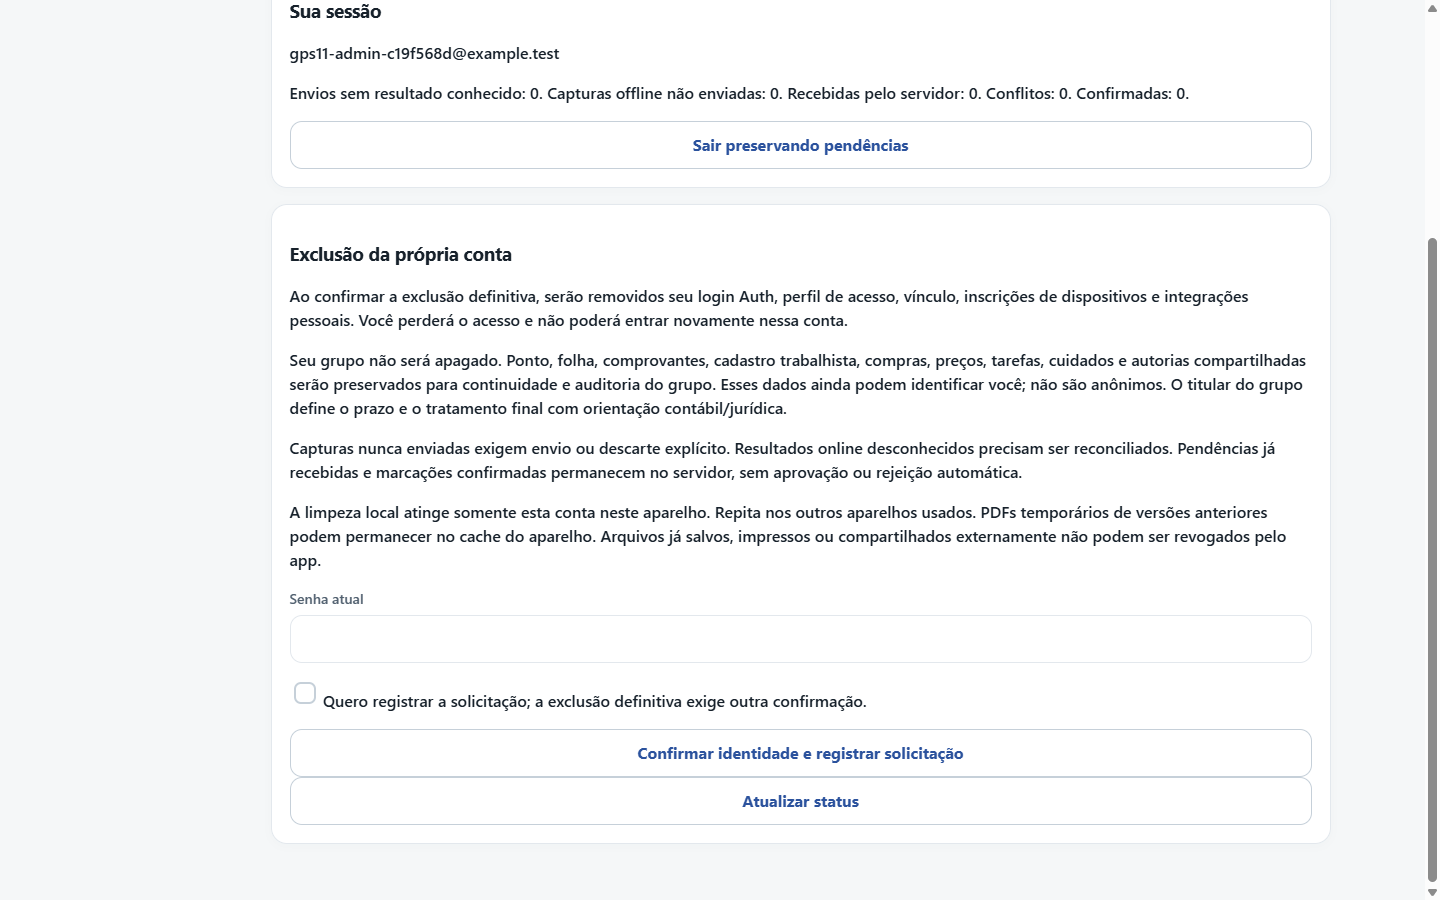 Sua sessão
gps11-admin-c19f568d@example.test
Envios sem resultado conhecido: 0. Capturas offline não enviadas: 0. Recebidas pelo servidor: 0. Conflitos: 0. Confirmadas: 0.
Sair preservando pendências
Exclusão da própria conta
Ao confirmar a exclusão definitiva, serão removidos seu login Auth, perfil de acesso, vínculo, inscrições de dispositivos e integrações
pessoais. Você perderá o acesso e não poderá entrar novamente nessa conta.
Seu grupo não será apagado. Ponto, folha, comprovantes, cadastro trabalhista, compras, preços, tarefas, cuidados e autorias compartilhadas
serão preservados para continuidade e auditoria do grupo. Esses dados ainda podem identificar você; não são anônimos. O titular do grupo
define o prazo e o tratamento final com orientação contábil/jurídica.
Capturas nunca enviadas exigem envio ou descarte explícito. Resultados online desconhecidos precisam ser reconciliados. Pendências já
recebidas e marcações confirmadas permanecem no servidor, sem aprovação ou rejeição automática.
A limpeza local atinge somente esta conta neste aparelho. Repita nos outros aparelhos usados. PDFs temporários de versões anteriores
podem permanecer no cache do aparelho. Arquivos já salvos, impressos ou compartilhados externamente não podem ser revogados pelo
app.
Senha atual
Quero registrar a solicitação; a exclusão definitiva exige outra confirmação.
Confirmar identidade e registrar solicitação
Atualizar status